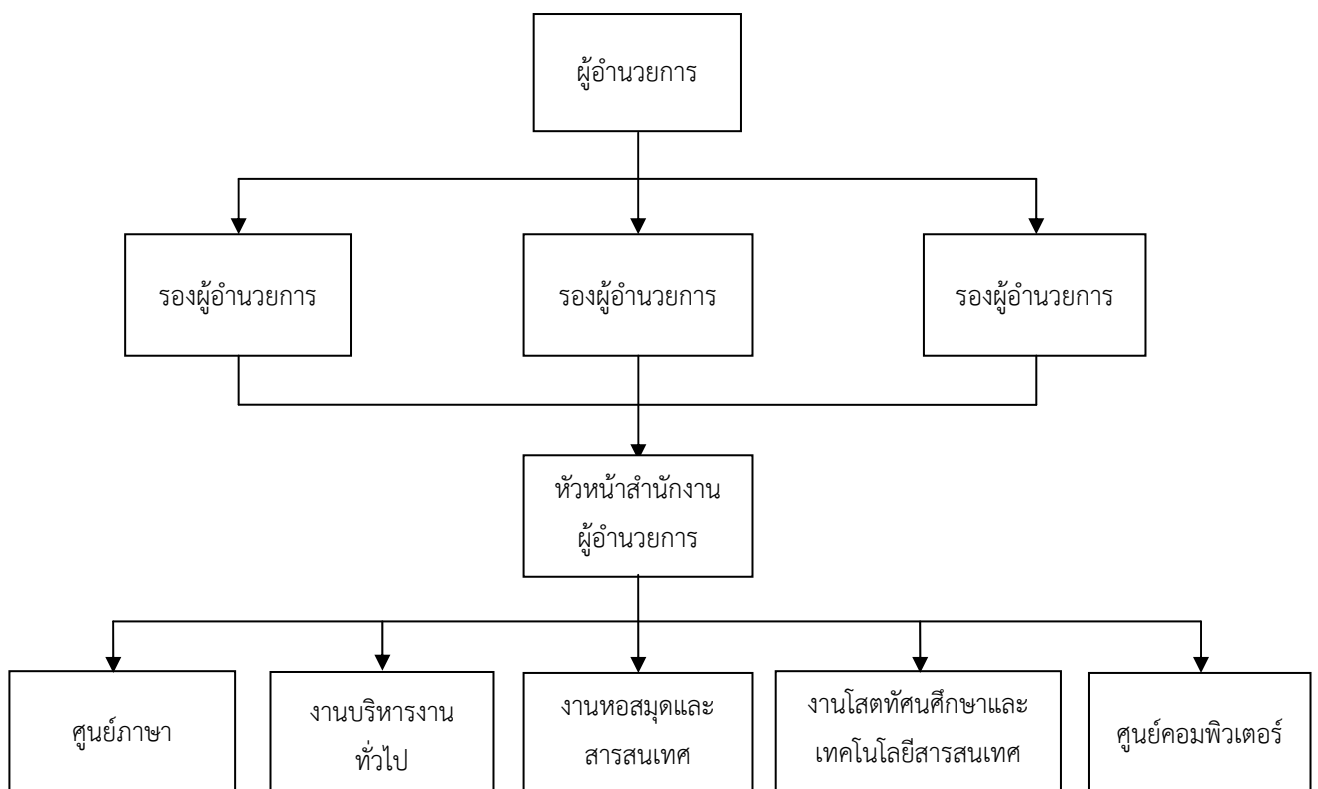 ผู้อำนวยการ
รองผู้อำนวยการ
รองผู้อำนวยการ
รองผู้อำนวยการ
หัวหน้าสำนักงาน
ผู้อำนวยการ
ศูนย์ภาษา
งานบริหารงาน
ทั่วไป
งานหอสมุดและ
สารสนเทศ
งานโสตทัศนศึกษาและ
เทคโนโลยีสารสนเทศ
ศูนย์คอมพิวเตอร์